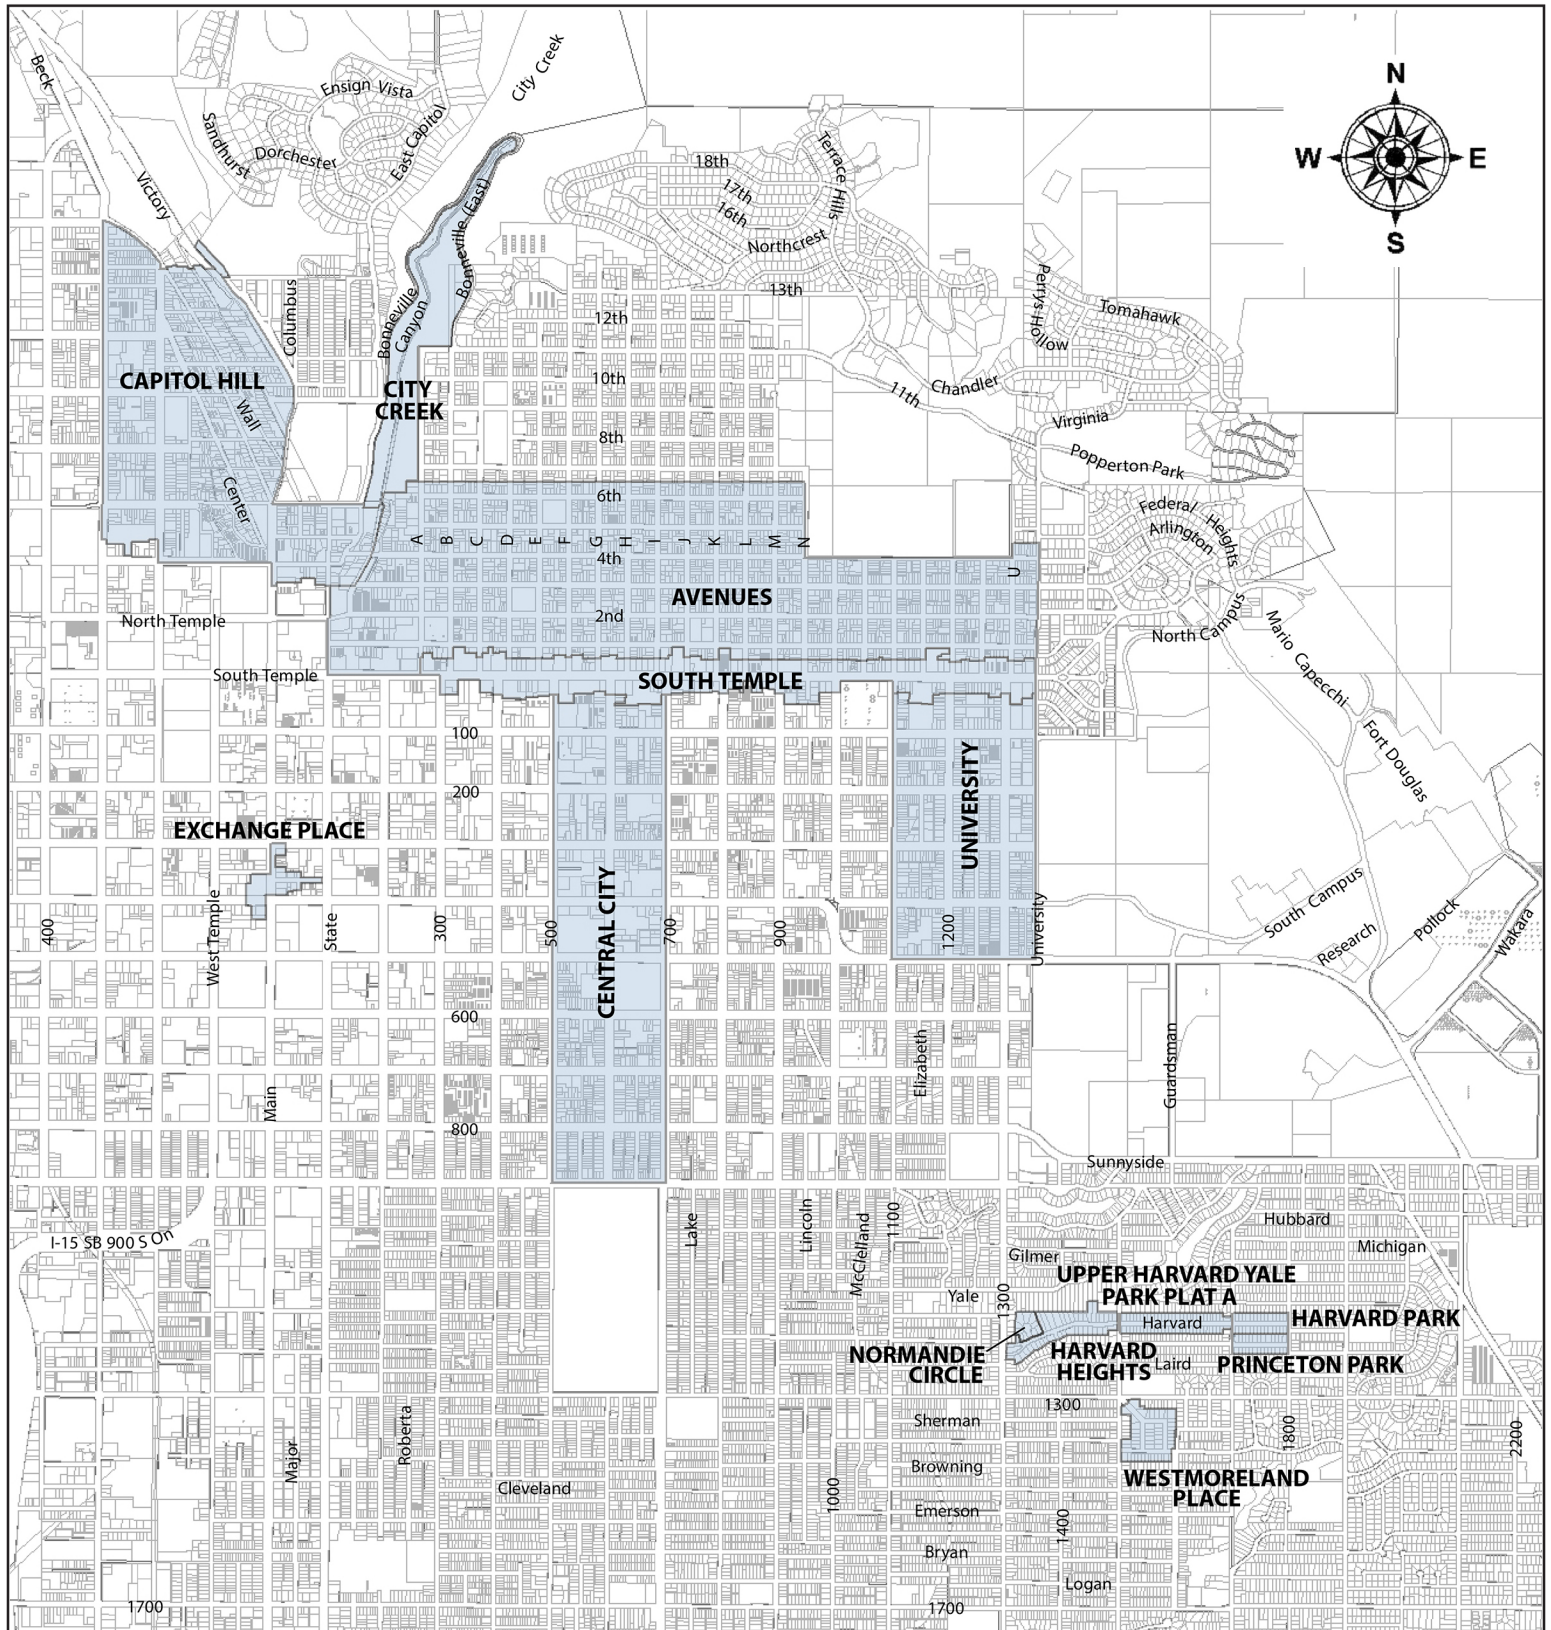 Beck
City Creek
Ensign Vista
East Capitol
Sandhurst
Dorchester
Victory
N
W
E
S
18th
17th
16th
Terrace Hills
Northcrest
13th
12th
10th
8th
6th
4th
2nd
Bonneville (East)
Bonneville
Canyon
Columbus
Perrys Hollow
Tomahawk
Chandler
11th
Virginia
Popperton Park
CAPITOL HILL
Wall
Center
CITY
CREEK
A
B
C
D
E
F
G
H
I
J
K
L
M
N
U
Federal Heights
Arlington
AVENUES
North Temple
South Temple
SOUTH TEMPLE
North Campus
Mario Capecchi
Fort Douglas
100
200
EXCHANGE PLACE
UNIVERSITY
CENTRAL CITY
400
West Temple
State
300
500
700
900
1200
University
South Campus
Research
Pollock
Wakara
600
Main
800
Elizabeth
Guardsman
Sunnyside
I-15 SB 900 S On
Lake
Lincoln
McClelland
1100
Hubbard
Michigan
Gilmer
Yale
1300
UPPER HARVARD YALE
PARK PLAT A
Harvard
HARVARD PARK
NORMANDIE
CIRCLE
HARVARD
HEIGHTS
Laird
PRINCETON PARK
1300
Sherman
Roberta
Major
1800
2200
Browning
WESTMORELAND
PLACE
Cleveland
1000
Emerson
1400
Bryan
Logan
1700
1700